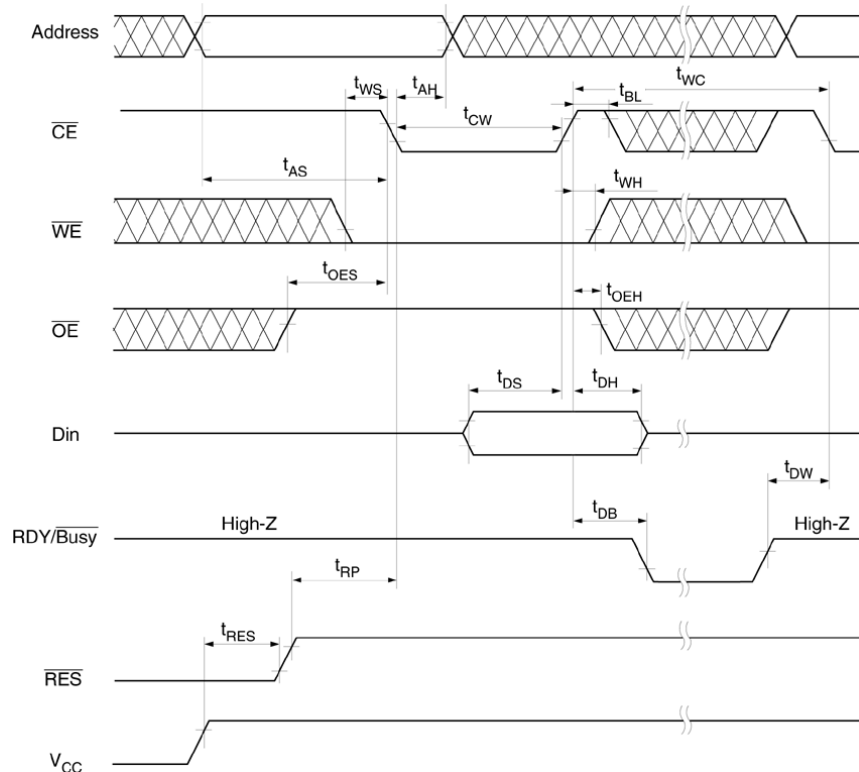 Address
tWS
tAH
tWC
tBL
CE
tCW
tAS
tWH
WE
tOES
tOEH
OE
tDS
tDH
Din
tDW
tDB
High-Z
High-Z
RDY/Busy
tRP
tRES
RES
VCC